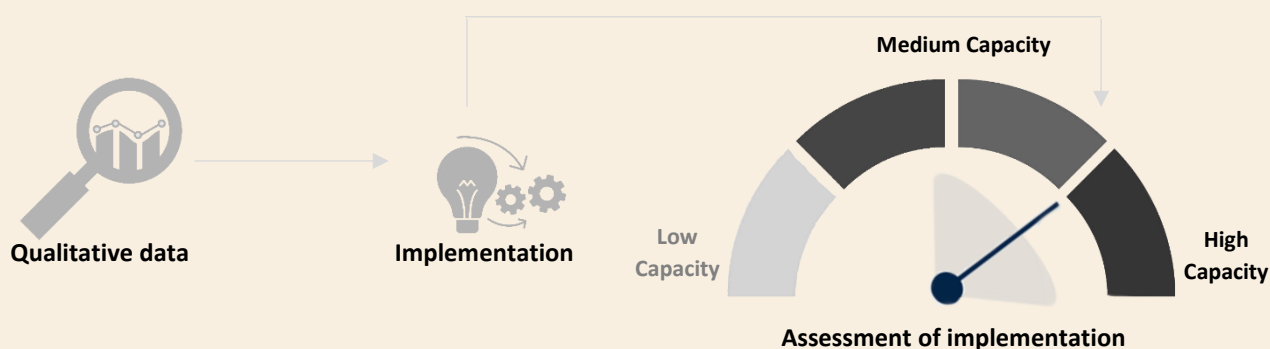 Medium Capacity
Qualitative data
Implementation
Low
Capacity
High
Capacity
Assessment of implementation